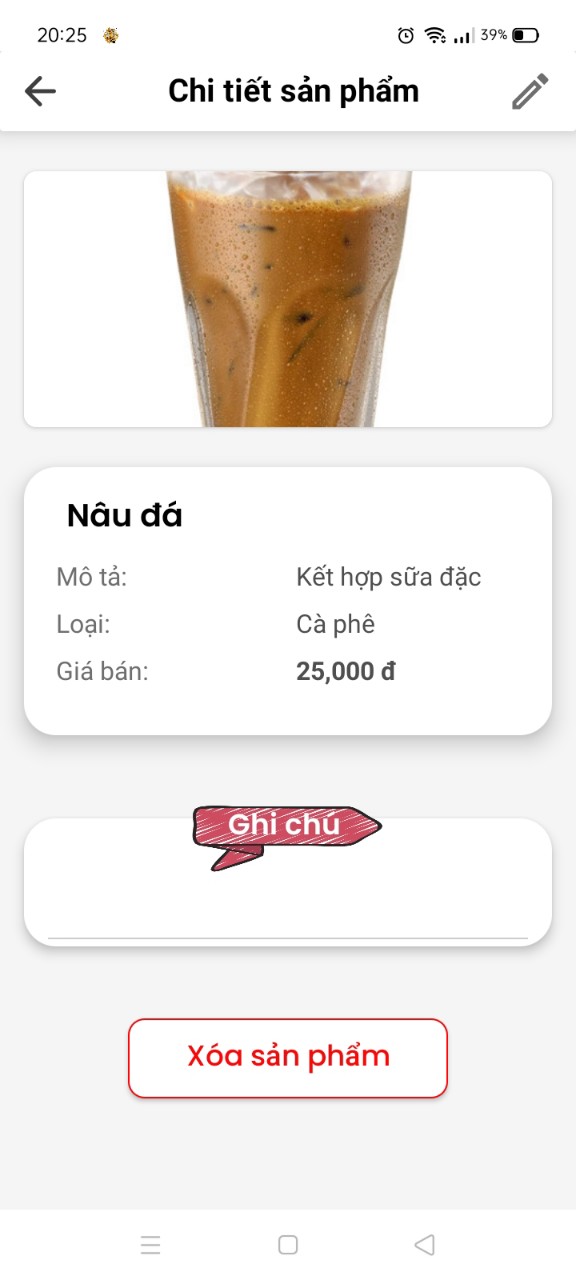 20:25
39%
Chi tiết sản phẩm
Nâu đá
Mô tả: Kết hợp sữa đặc
Loại: Cà phê
Giá bán: 25,000 đ
Ghi chú
Xóa sản phẩm